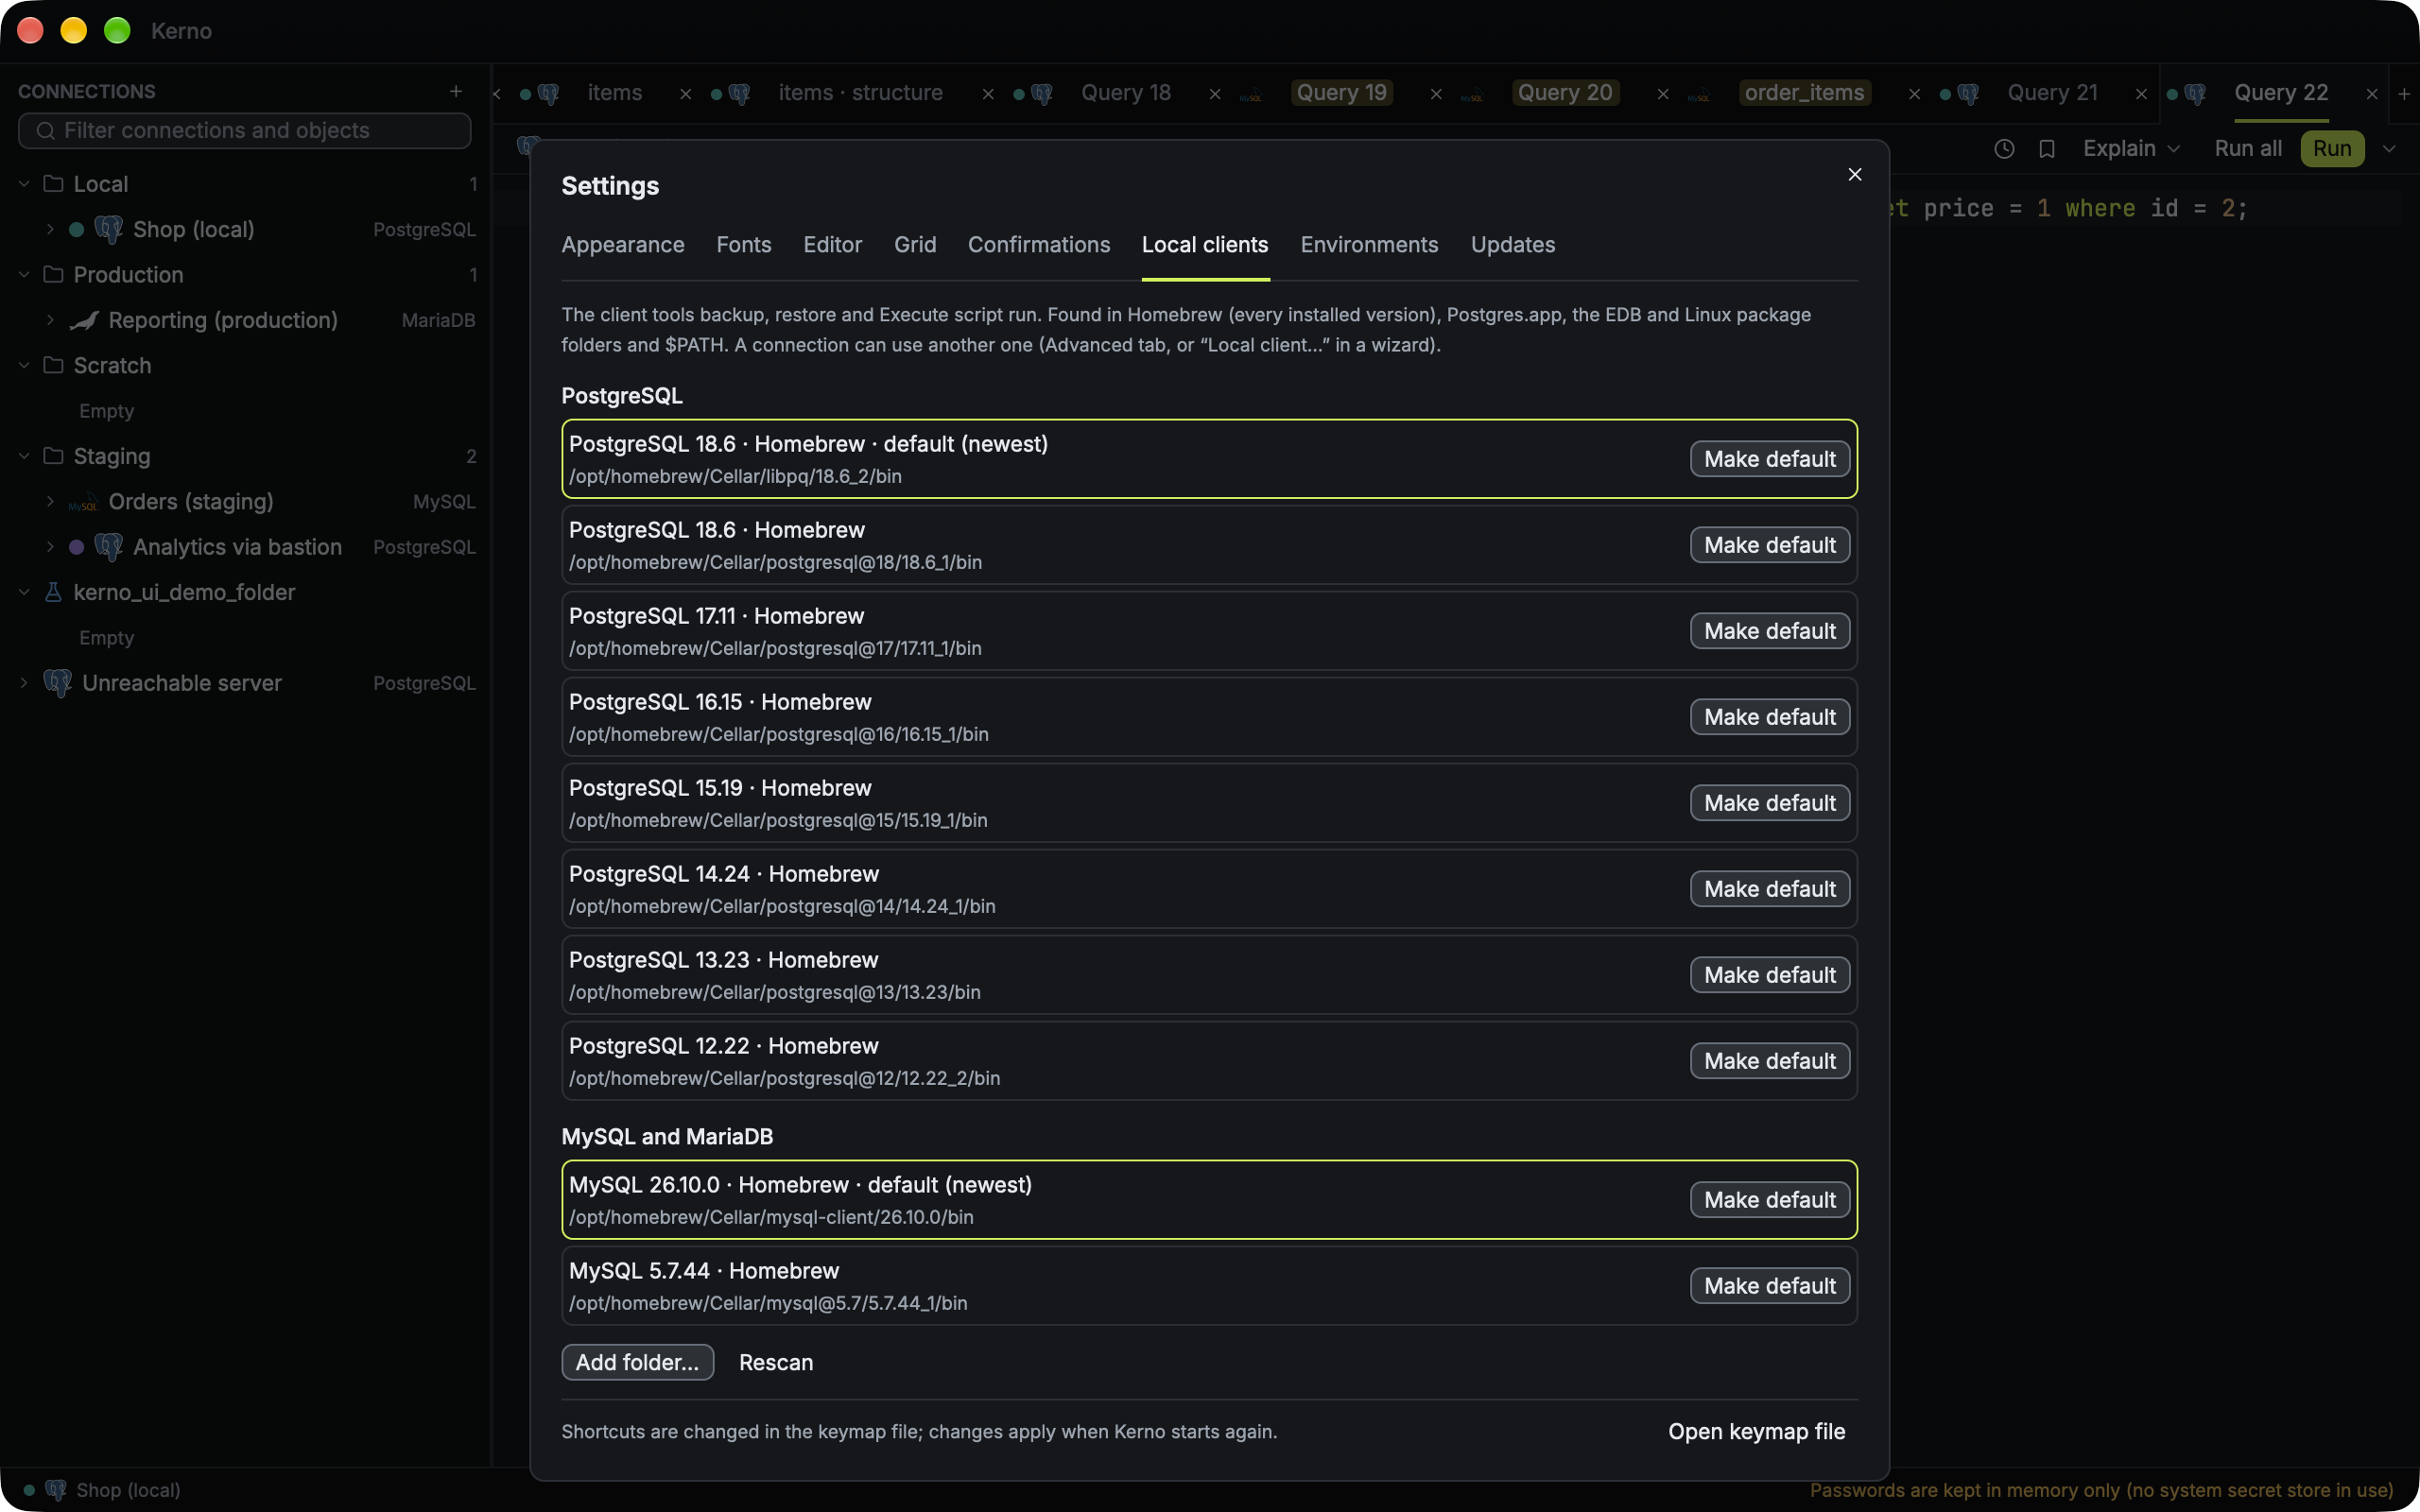 Kerno
CONNECTIONS +
Filter connections and objects
Local 1
Shop (local) PostgreSQL
Production 1
Reporting (production) MariaDB
Scratch
Empty
Staging 2
MySQL Orders (staging) MySQL
Analytics via bastion PostgreSQL
kerno_ui_demo_folder
Empty
Unreachable server PostgreSQL
items
items · structure
Query 18
MySQL Query 19
MySQL Query 20
MySQL order_items
Query 21
Query 22
Explain
Run all
Run
price = 1 where id = 2;
Settings
Appearance Fonts Editor Grid Confirmations Local clients Environments Updates
The client tools backup, restore and Execute script run. Found in Homebrew (every installed version), Postgres.app, the EDB and Linux package
folders and $PATH. A connection can use another one (Advanced tab, or “Local client…” in a wizard).
PostgreSQL
PostgreSQL 18.6 · Homebrew · default (newest)
/opt/homebrew/Cellar/libpq/18.6_2/bin
Make default
PostgreSQL 18.6 · Homebrew
/opt/homebrew/Cellar/postgresql@18/18.6_1/bin
Make default
PostgreSQL 17.11 · Homebrew
/opt/homebrew/Cellar/postgresql@17/17.11_1/bin
Make default
PostgreSQL 16.15 · Homebrew
/opt/homebrew/Cellar/postgresql@16/16.15_1/bin
Make default
PostgreSQL 15.19 · Homebrew
/opt/homebrew/Cellar/postgresql@15/15.19_1/bin
Make default
PostgreSQL 14.24 · Homebrew
/opt/homebrew/Cellar/postgresql@14/14.24_1/bin
Make default
PostgreSQL 13.23 · Homebrew
/opt/homebrew/Cellar/postgresql@13/13.23/bin
Make default
PostgreSQL 12.22 · Homebrew
/opt/homebrew/Cellar/postgresql@12/12.22_2/bin
Make default
MySQL and MariaDB
MySQL 26.10.0 · Homebrew · default (newest)
/opt/homebrew/Cellar/mysql-client/26.10.0/bin
Make default
MySQL 5.7.44 · Homebrew
/opt/homebrew/Cellar/mysql@5.7/5.7.44_1/bin
Make default
Add folder… Rescan
Shortcuts are changed in the keymap file; changes apply when Kerno starts again.
Open keymap file
Shop (local)
Passwords are kept in memory only (no system secret store in use)